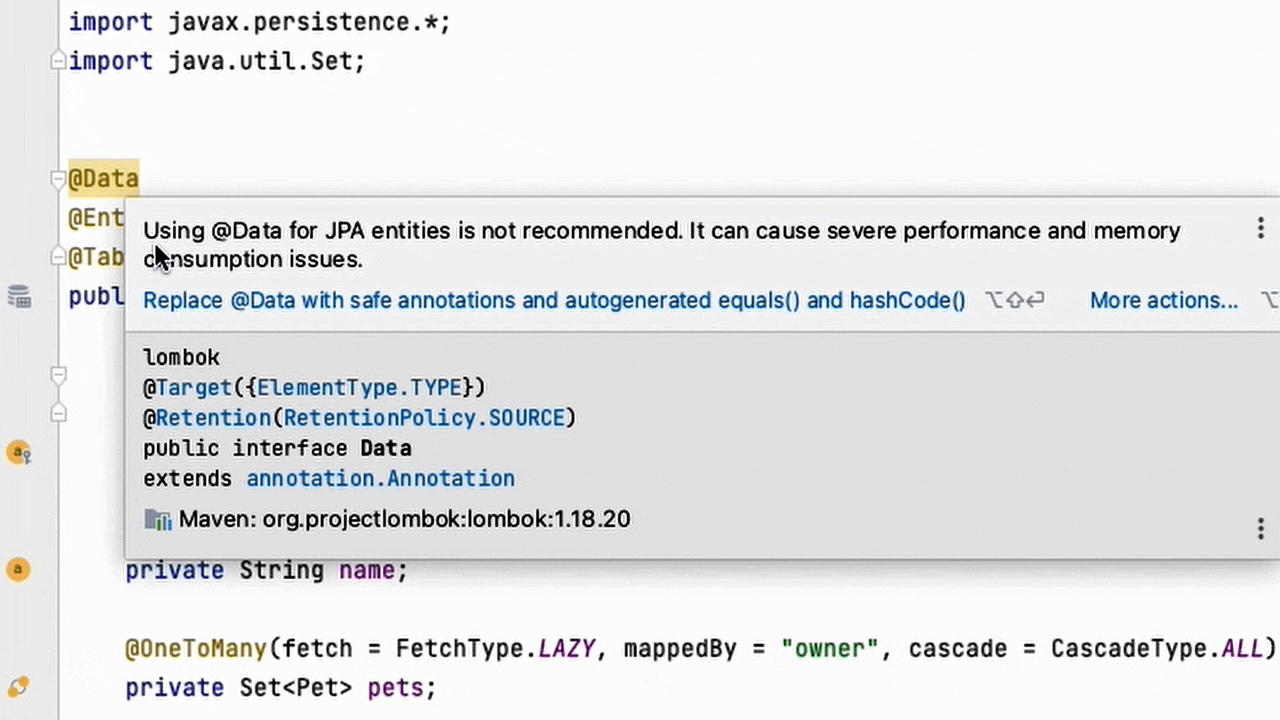 import javax.persistence.*;
import java.util.Set;
@Data
@Ent
Using @Data for JPA entities is not recommended. It can cause severe performance and memory
@Tab
consumption issues.
publ
Replace @Data with safe annotations and autogenerated equals() and hashCode() ⌥⇧⏎ More actions... ⌥
lombok
@Target({ElementType.TYPE})
@Retention(RetentionPolicy.SOURCE)
public interface Data
extends annotation.Annotation
Maven: org.projectlombok:lombok:1.18.20
private String name;
@OneToMany(fetch = FetchType.LAZY, mappedBy = "owner", cascade = CascadeType.ALL)
private Set<Pet> pets;